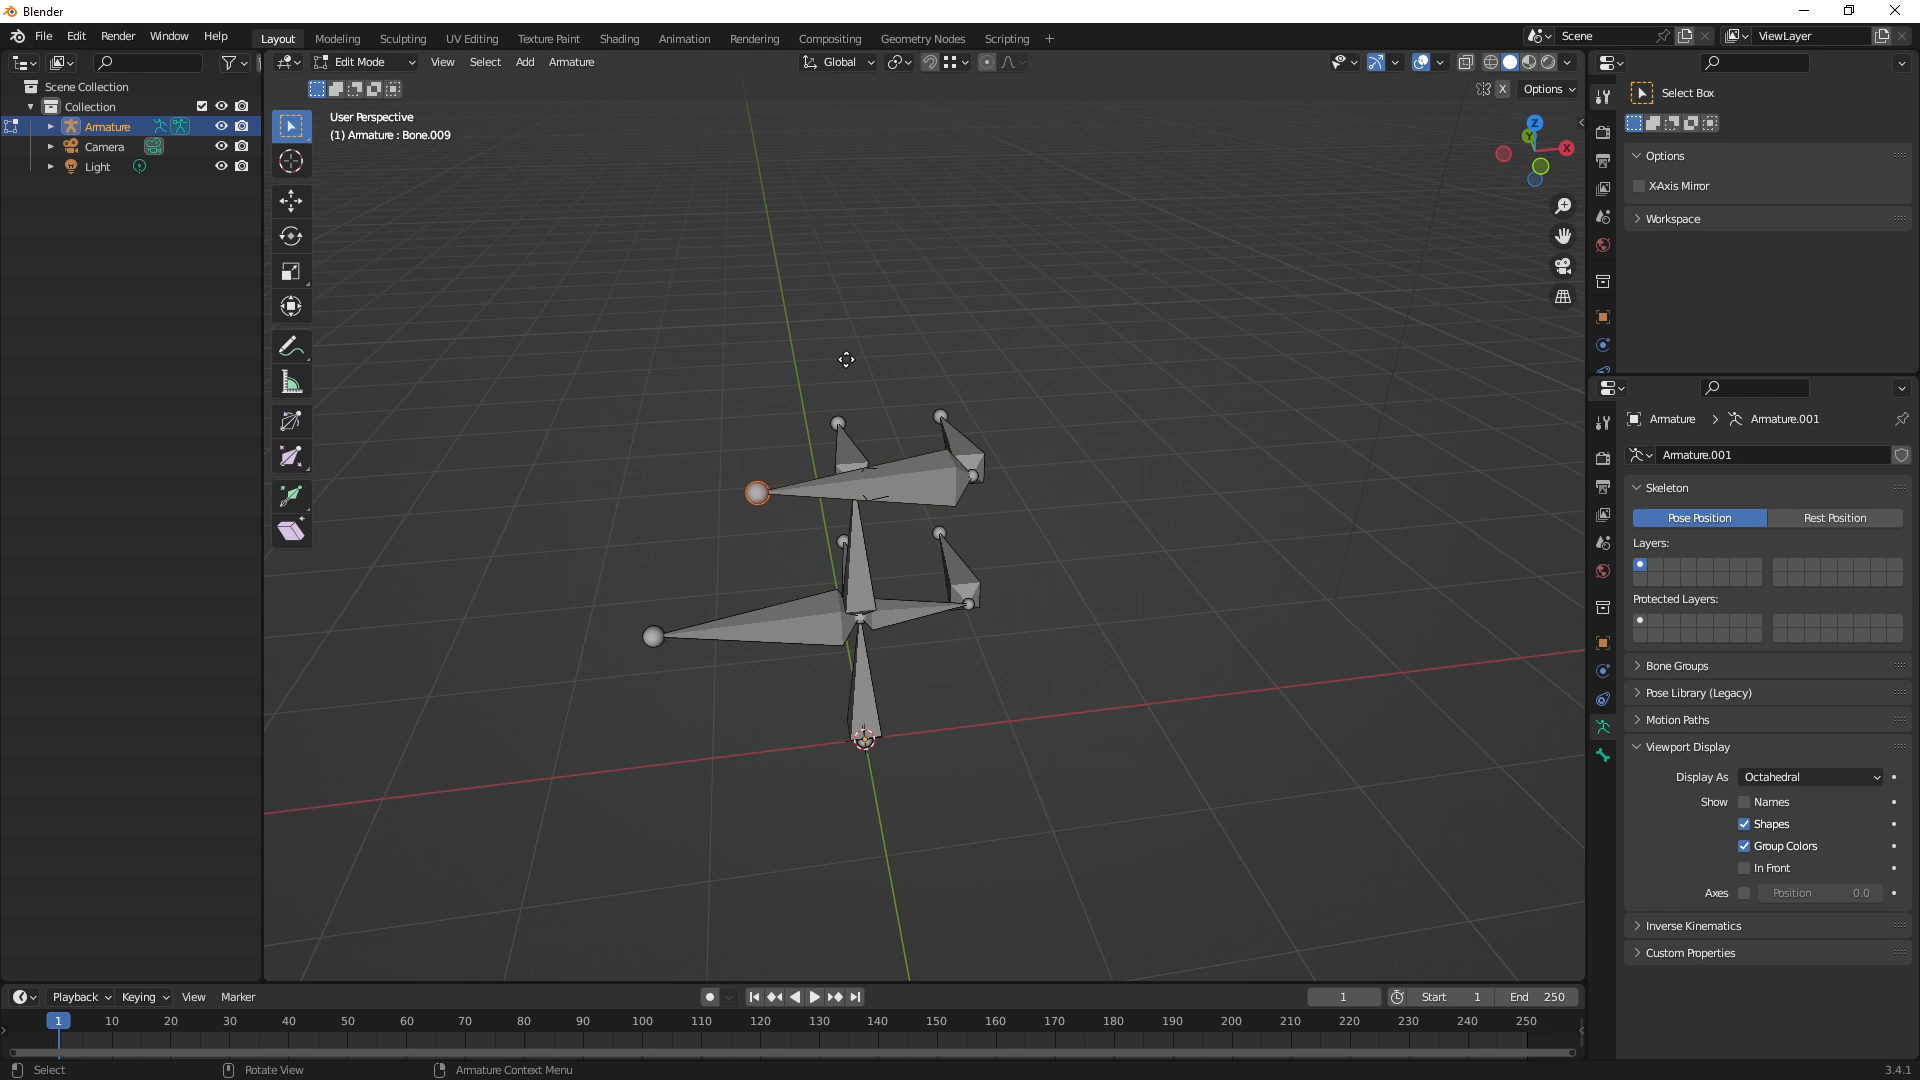 Blender
File Edit Render Window Help
Layout Modeling Sculpting UV Editing Texture Paint Shading Animation Rendering Compositing Geometry Nodes Scripting +
Scene
ViewLayer
Edit Mode View Select Add Armature
Global
X Options
Scene Collection
Collection
Armature
Camera
Light
User Perspective
(1) Armature : Bone.009
Z
Y
X
Select Box
Options
X-Axis Mirror
Workspace
Armature > Armature.001
Armature.001
Skeleton
Pose Position Rest Position
Layers:
Protected Layers:
Bone Groups
Pose Library (Legacy)
Motion Paths
Viewport Display
Display As Octahedral
Show Names
Shapes
Group Colors
In Front
Axes Position 0.0
Inverse Kinematics
Custom Properties
Playback Keying View Marker
1 Start 1 End 250
1 10 20 30 40 50 60 70 80 90 100 110 120 130 140 150 160 170 180 190 200 210 220 230 240 250
Select Rotate View Armature Context Menu 3.4.1